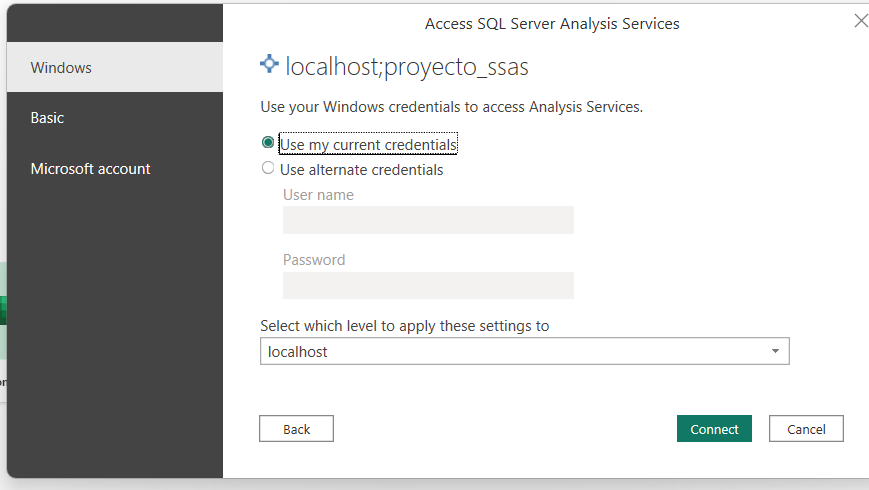 Access SQL Server Analysis Services
Windows
Basic
Microsoft account
localhost;proyecto_ssas
Use your Windows credentials to access Analysis Services.
Use my current credentials
Use alternate credentials
User name
Password
Select which level to apply these settings to
localhost
Back
Connect
Cancel